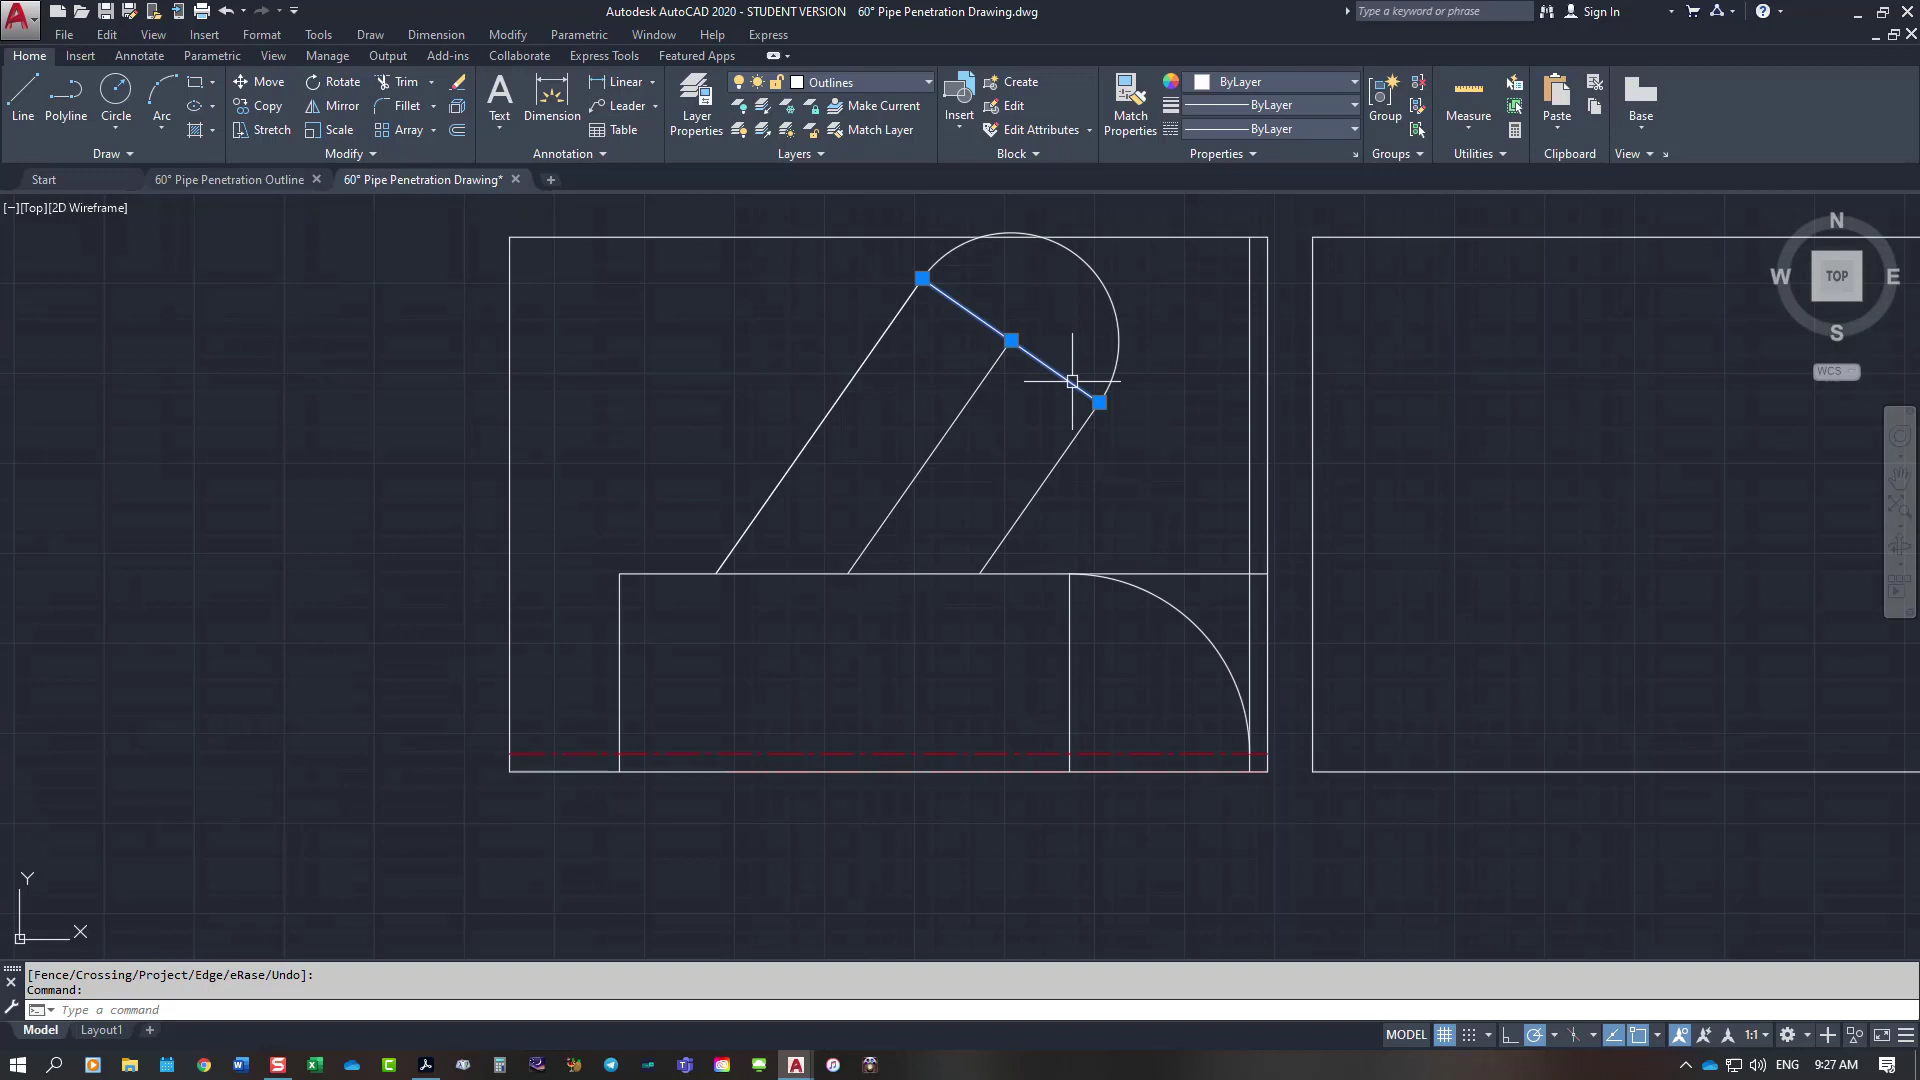 Autodesk AutoCAD 2020 - STUDENT VERSION 60° Pipe Penetration Drawing.dwg
Type a keyword or phrase
Sign In
File Edit View Insert Format Tools Draw Dimension Modify Parametric Window Help Express
Home Insert Annotate Parametric View Manage Output Add-ins Collaborate Express Tools Featured Apps
Line Polyline Circle Arc
Move Rotate Trim
Copy Mirror Fillet
Stretch Scale Array
Text Dimension
Linear
Leader
Table
Layer Properties
Outlines
Make Current
Match Layer
Insert
Create
Edit
Edit Attributes
Match Properties
ByLayer
ByLayer
ByLayer
Group
Measure
Paste
Base
Draw Modify Annotation Layers Block Properties Groups Utilities Clipboard View
Start 60° Pipe Penetration Outline 60° Pipe Penetration Drawing*
[−][Top][2D Wireframe]
N
W TOP E
S
WCS
Y
X
[Fence/Crossing/Project/Edge/eRase/Undo]:
Command:
Type a command
Model Layout1
MODEL 1:1
ENG 9:27 AM